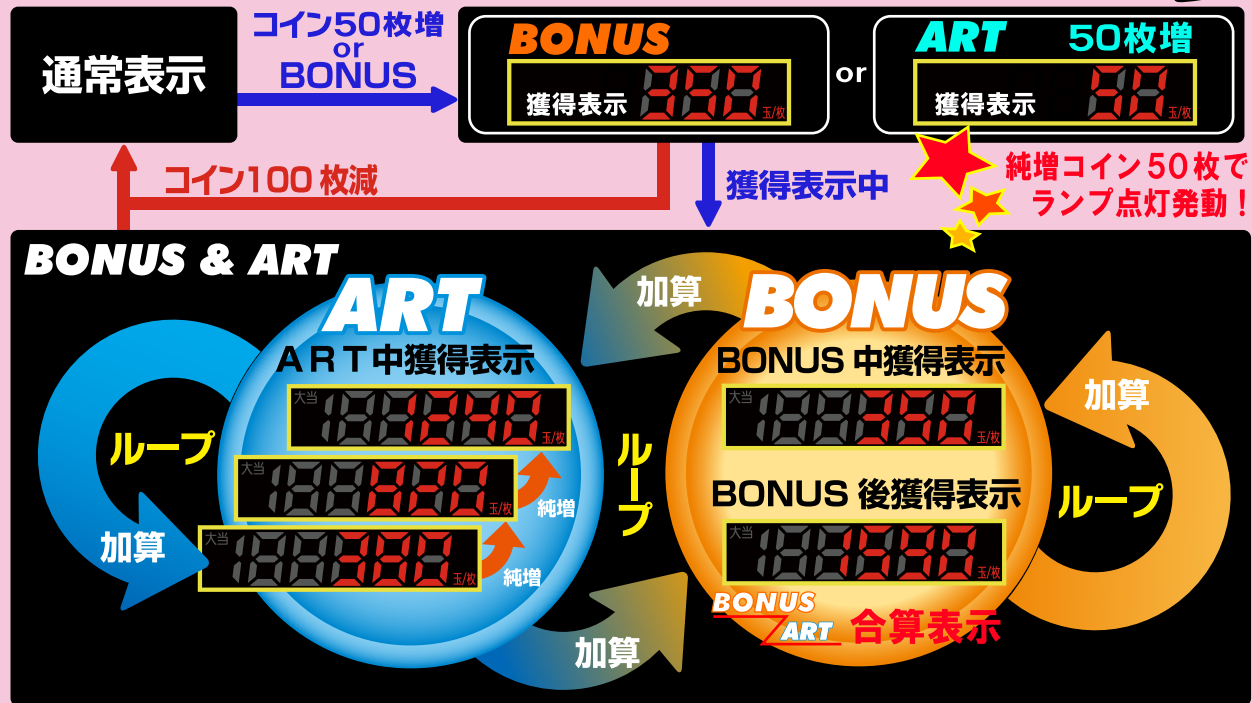 通常表示
コイン50枚増
or
BONUS
BONUS
獲得表示
350
玉/枚
or
ART 50枚増
獲得表示
50
玉/枚
コイン100枚減
獲得表示中
純増コイン50枚で
ランプ点灯発動！
BONUS & ART
ART
ART中獲得表示
大当
1240
玉/枚
大当
玉/枚
純増
大当
玉/枚
純増
ループ
加算
加算
ループ
加算
BONUS
BONUS 中獲得表示
大当
350
玉/枚
BONUS 後獲得表示
大当
1590
玉/枚
BONUS
ART
合算表示
加算
ループ